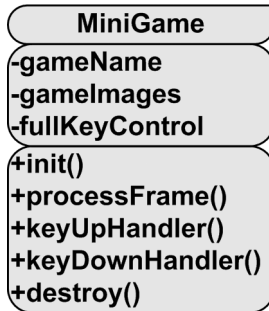 MiniGame
-gameName
-gameImages
-fullKeyControl
+init()
+processFrame()
+keyUpHandler()
+keyDownHandler()
+destroy()